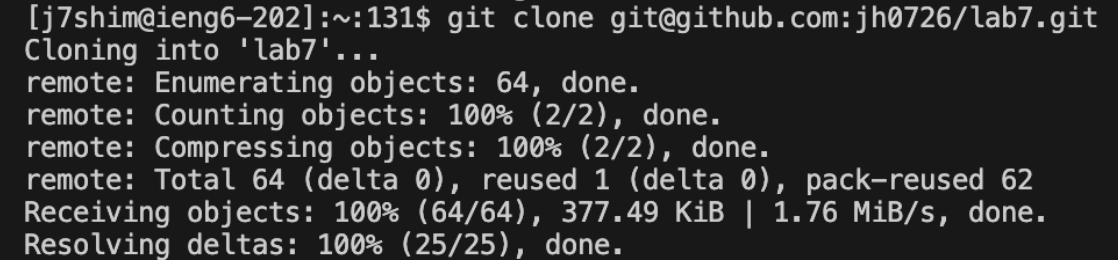 [j7shim@ieng6-202]:~:131$ git clone git@github.com:jh0726/lab7.git
Cloning into 'lab7'...
remote: Enumerating objects: 64, done.
remote: Counting objects: 100% (2/2), done.
remote: Compressing objects: 100% (2/2), done.
remote: Total 64 (delta 0), reused 1 (delta 0), pack-reused 62
Receiving objects: 100% (64/64), 377.49 KiB | 1.76 MiB/s, done.
Resolving deltas: 100% (25/25), done.